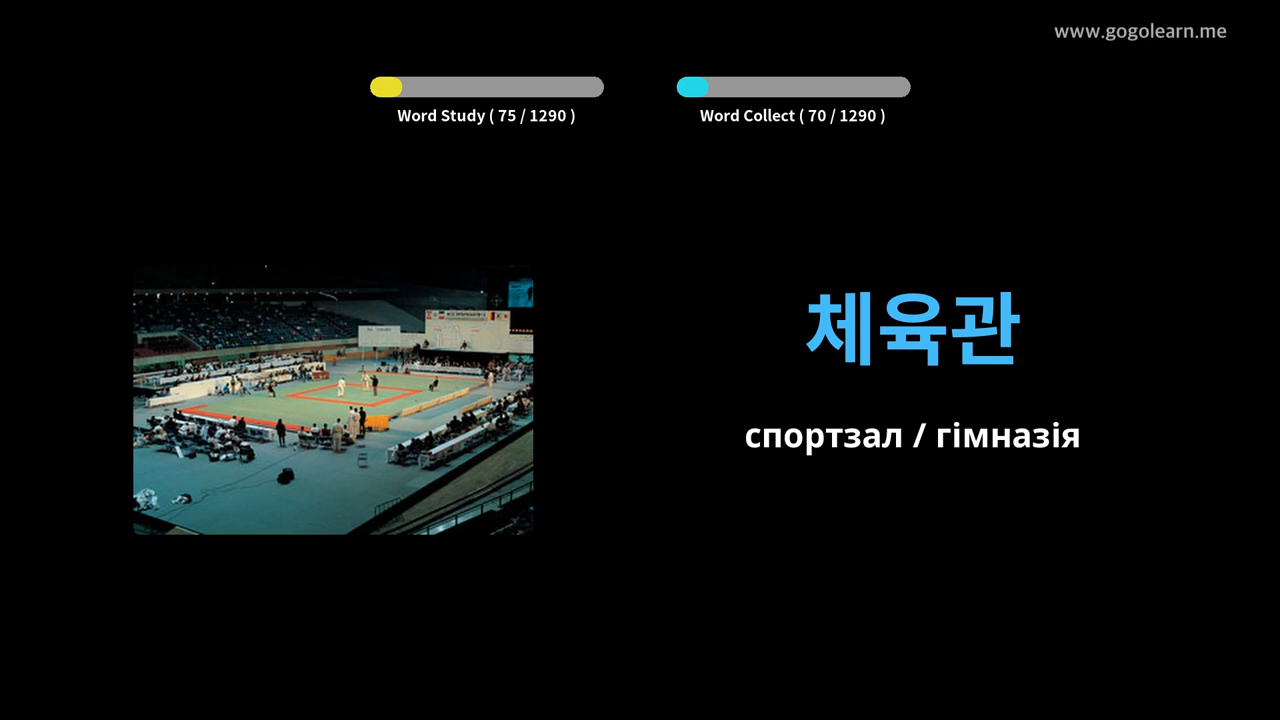 www.gogolearn.me
Word Study ( 75 / 1290 )
Word Collect ( 70 / 1290 )
체육관
спортзал / гімназія